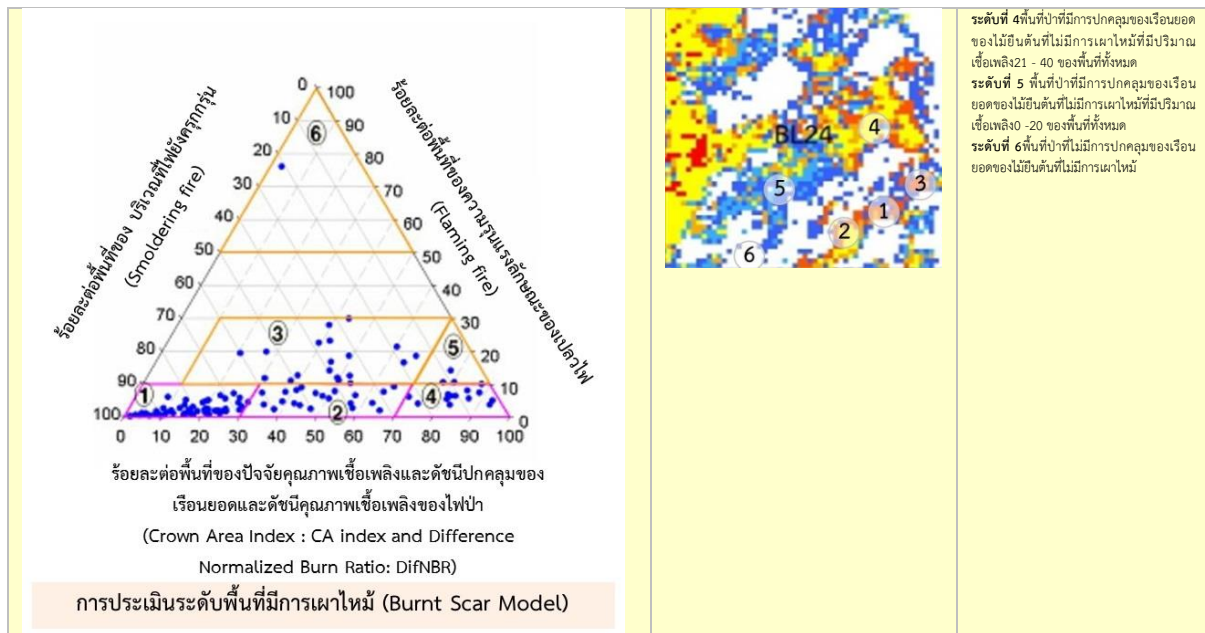 ร้อยละต่อพื้นที่ของ บริเวณที่ไฟยังครุกรุ่น
(Smoldering fire)
ร้อยละต่อพื้นที่ของความรุนแรงลักษณะของเปลวไฟ
(Flaming fire)
0
10
20
30
40
50
60
70
80
90
100
100
90
80
70
60
50
40
30
20
10
0
6
3
5
1
2
4
0 10 20 30 40 50 60 70 80 90 100
ร้อยละต่อพื้นที่ของปัจจัยคุณภาพเชื้อเพลิงและดัชนีปกคลุมของ
เรือนยอดและดัชนีคุณภาพเชื้อเพลิงของไฟป่า
(Crown Area Index : CA index and Difference
Normalized Burn Ratio: DifNBR)
การประเมินระดับพื้นที่มีการเผาไหม้ (Burnt Scar Model)
BL24
4
5
3
1
2
6
ระดับที่ 4พื้นที่ป่าที่มีการปกคลุมของเรือนยอด
ของไม้ยืนต้นที่ไม่มีการเผาไหม้ที่มีปริมาณ
เชื้อเพลิง21 - 40 ของพื้นที่ทั้งหมด
ระดับที่ 5 พื้นที่ป่าที่มีการปกคลุมของเรือน
ยอดของไม้ยืนต้นที่ไม่มีการเผาไหม้ที่มีปริมาณ
เชื้อเพลิง0 -20 ของพื้นที่ทั้งหมด
ระดับที่ 6พื้นที่ป่าที่ไม่มีการปกคลุมของเรือน
ยอดของไม้ยืนต้นที่ไม่มีการเผาไหม้